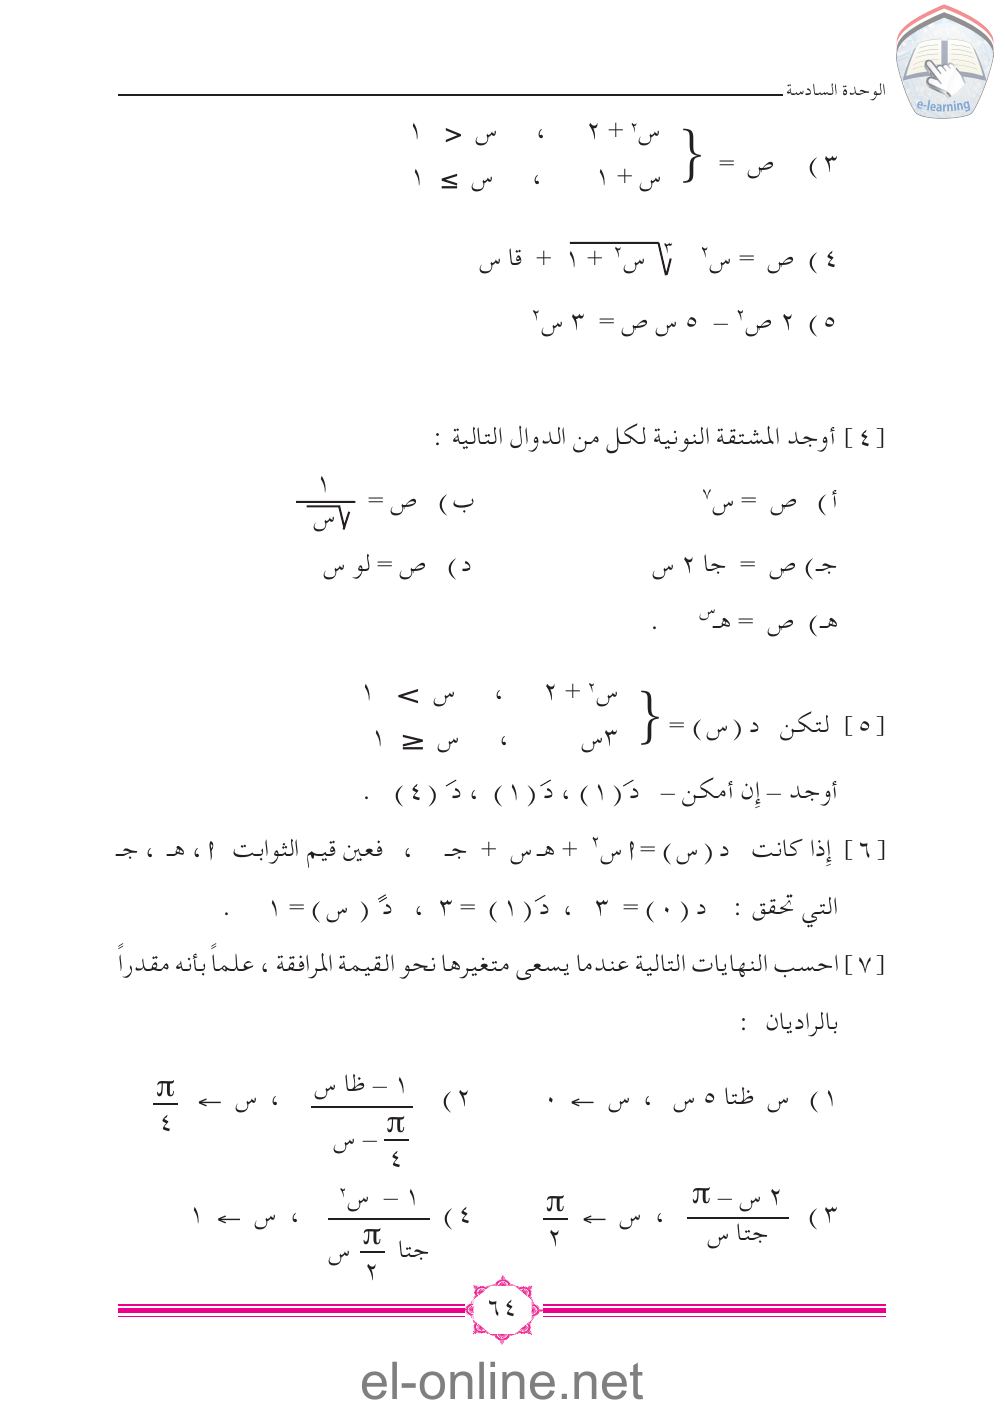 e-learning
الوحدة السادسة
٣) ص = { س٢ + ٢ ، س > ١
س + ١ ، س ≥ ١
٤) ص = س٢ ∛(س٢ + ١) + قا س
٥) ٢ ص٢ – ٥ س ص = ٣ س٢
[٤] أوجد المشتقة النونية لكل من الدوال التالية :
أ) ص = س٧ ب) ص = ١/√س
جـ) ص = جا ٢ س د) ص = لو س
هـ) ص = هـس .
[٥] لتكن د (س) = { س٢ + ٢ ، س < ١
٣س ، س ≤ ١
أوجد – إن أمكن – دَ(١) ، دَ(١) ، دَ (٤) .
[٦] إذا كانت د (س) = ا س٢ + هـ س + جـ ، فعين قيم الثوابت ا ، هـ ، جـ
التي تحقق : د (٠) = ٣ ، دَ(١) = ٣ ، دً (س) = ١ .
[٧] احسب النهايات التالية عندما يسعى متغيرها نحو القيمة المرافقة ، علماً بأنه مقدراً
بالراديان :
١) س ظتا ٥ س ، س ← ٠ ٢) (١ – ظا س)/(π/٤ – س) ، س ← π/٤
٣) (٢ س – π)/(جتا س) ، س ← π/٢ ٤) (١ – س٢)/(جتا π/٢ س) ، س ← ١
٦٤
el-online.net